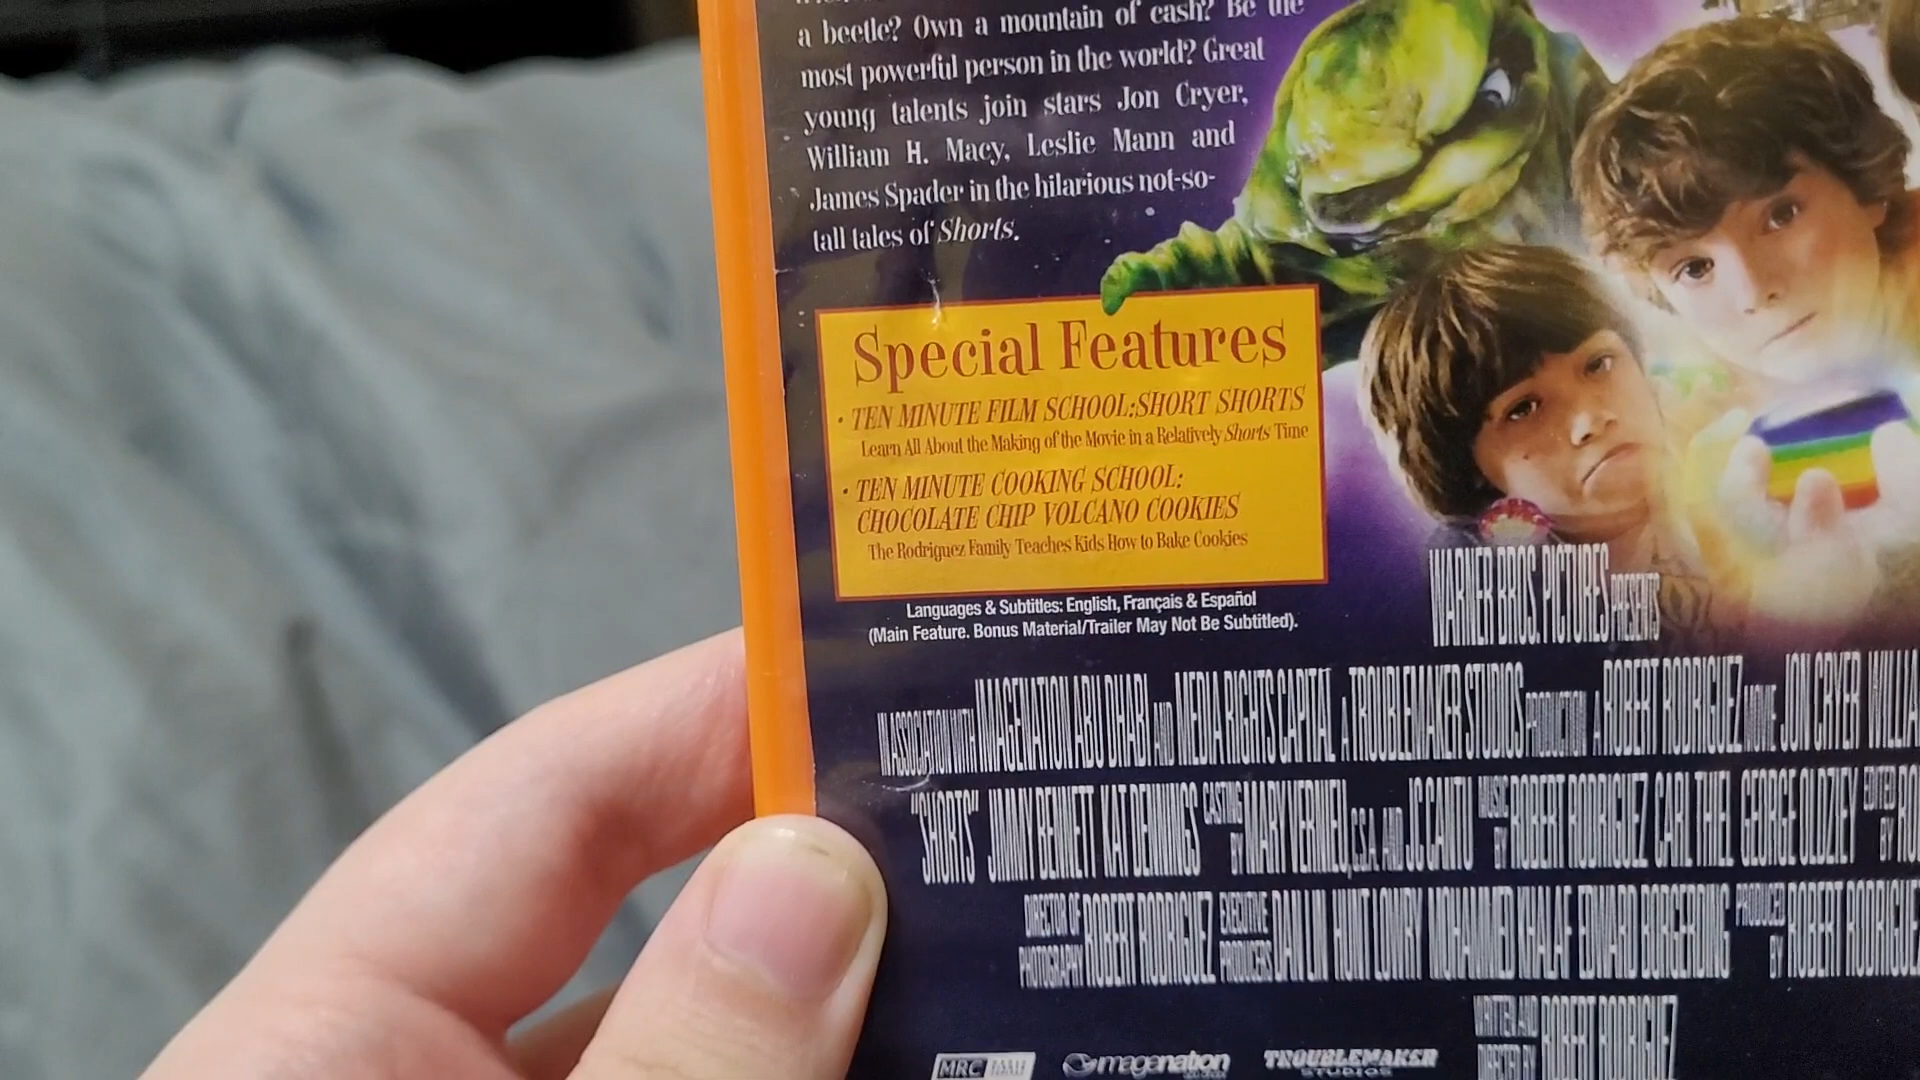 a beetle? Own a mountain of cash? Be the
most powerful person in the world? Great
young talents join stars Jon Cryer,
William H. Macy, Leslie Mann and
James Spader in the hilarious not-so-
tall tales of Shorts.
Special Features
· TEN MINUTE FILM SCHOOL:SHORT SHORTS
Learn All About the Making of the Movie in a Relatively Shorts Time
· TEN MINUTE COOKING SCHOOL:
CHOCOLATE CHIP VOLCANO COOKIES
The Rodriguez Family Teaches Kids How to Bake Cookies
Languages & Subtitles: English, Français & Español
(Main Feature. Bonus Material/Trailer May Not Be Subtitled).
WARNER BROS. PICTURES PRESENTS
IN ASSOCIATION WITH IMAGENATION ABU DHABI AND MEDIA RIGHTS CAPITAL A TROUBLEMAKER STUDIOS PRODUCTION A ROBERT RODRIGUEZ MOVIE JON CRYER
"SHORTS" JIMMY BENNETT KAT DENNINGS CASTING BY MARY VERNIEU, C.S.A. AND JC CANTU MUSIC BY ROBERT RODRIGUEZ CARL THIEL GEORGE OLDZIEY EDITED BY
DIRECTOR OF PHOTOGRAPHY ROBERT RODRIGUEZ EXECUTIVE PRODUCERS DAN LIN HUNT LOWRY MOHAMMED KHALAF EDWARD BORGERDING PRODUCED BY ROBERT RODRIGUE
WRITTEN AND DIRECTED BY ROBERT RODRIGUEZ
MRC imagenation TROUBLEMAKER STUDIOS